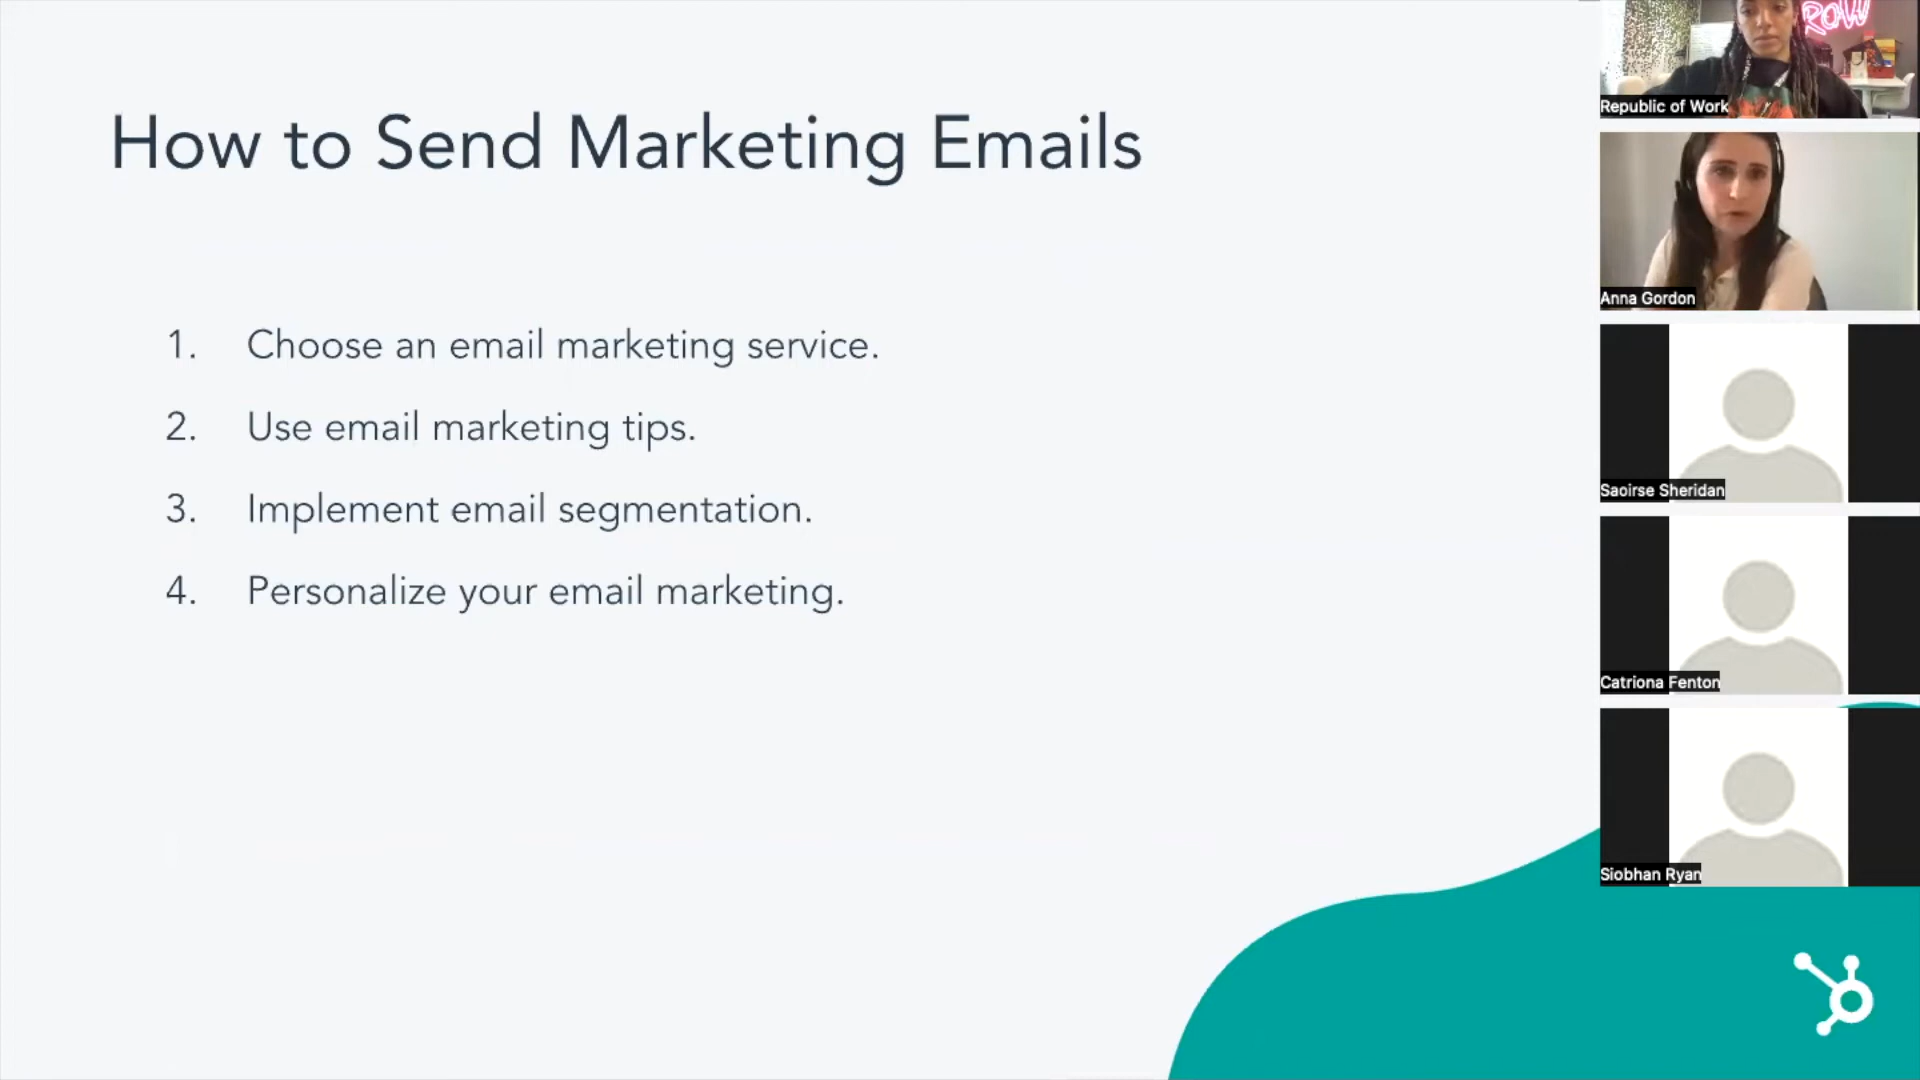 How to Send Marketing Emails
1. Choose an email marketing service.
2. Use email marketing tips.
3. Implement email segmentation.
4. Personalize your email marketing.
ROW
Republic of Work
Anna Gordon
Saoirse Sheridan
Catriona Fenton
Siobhan Ryan